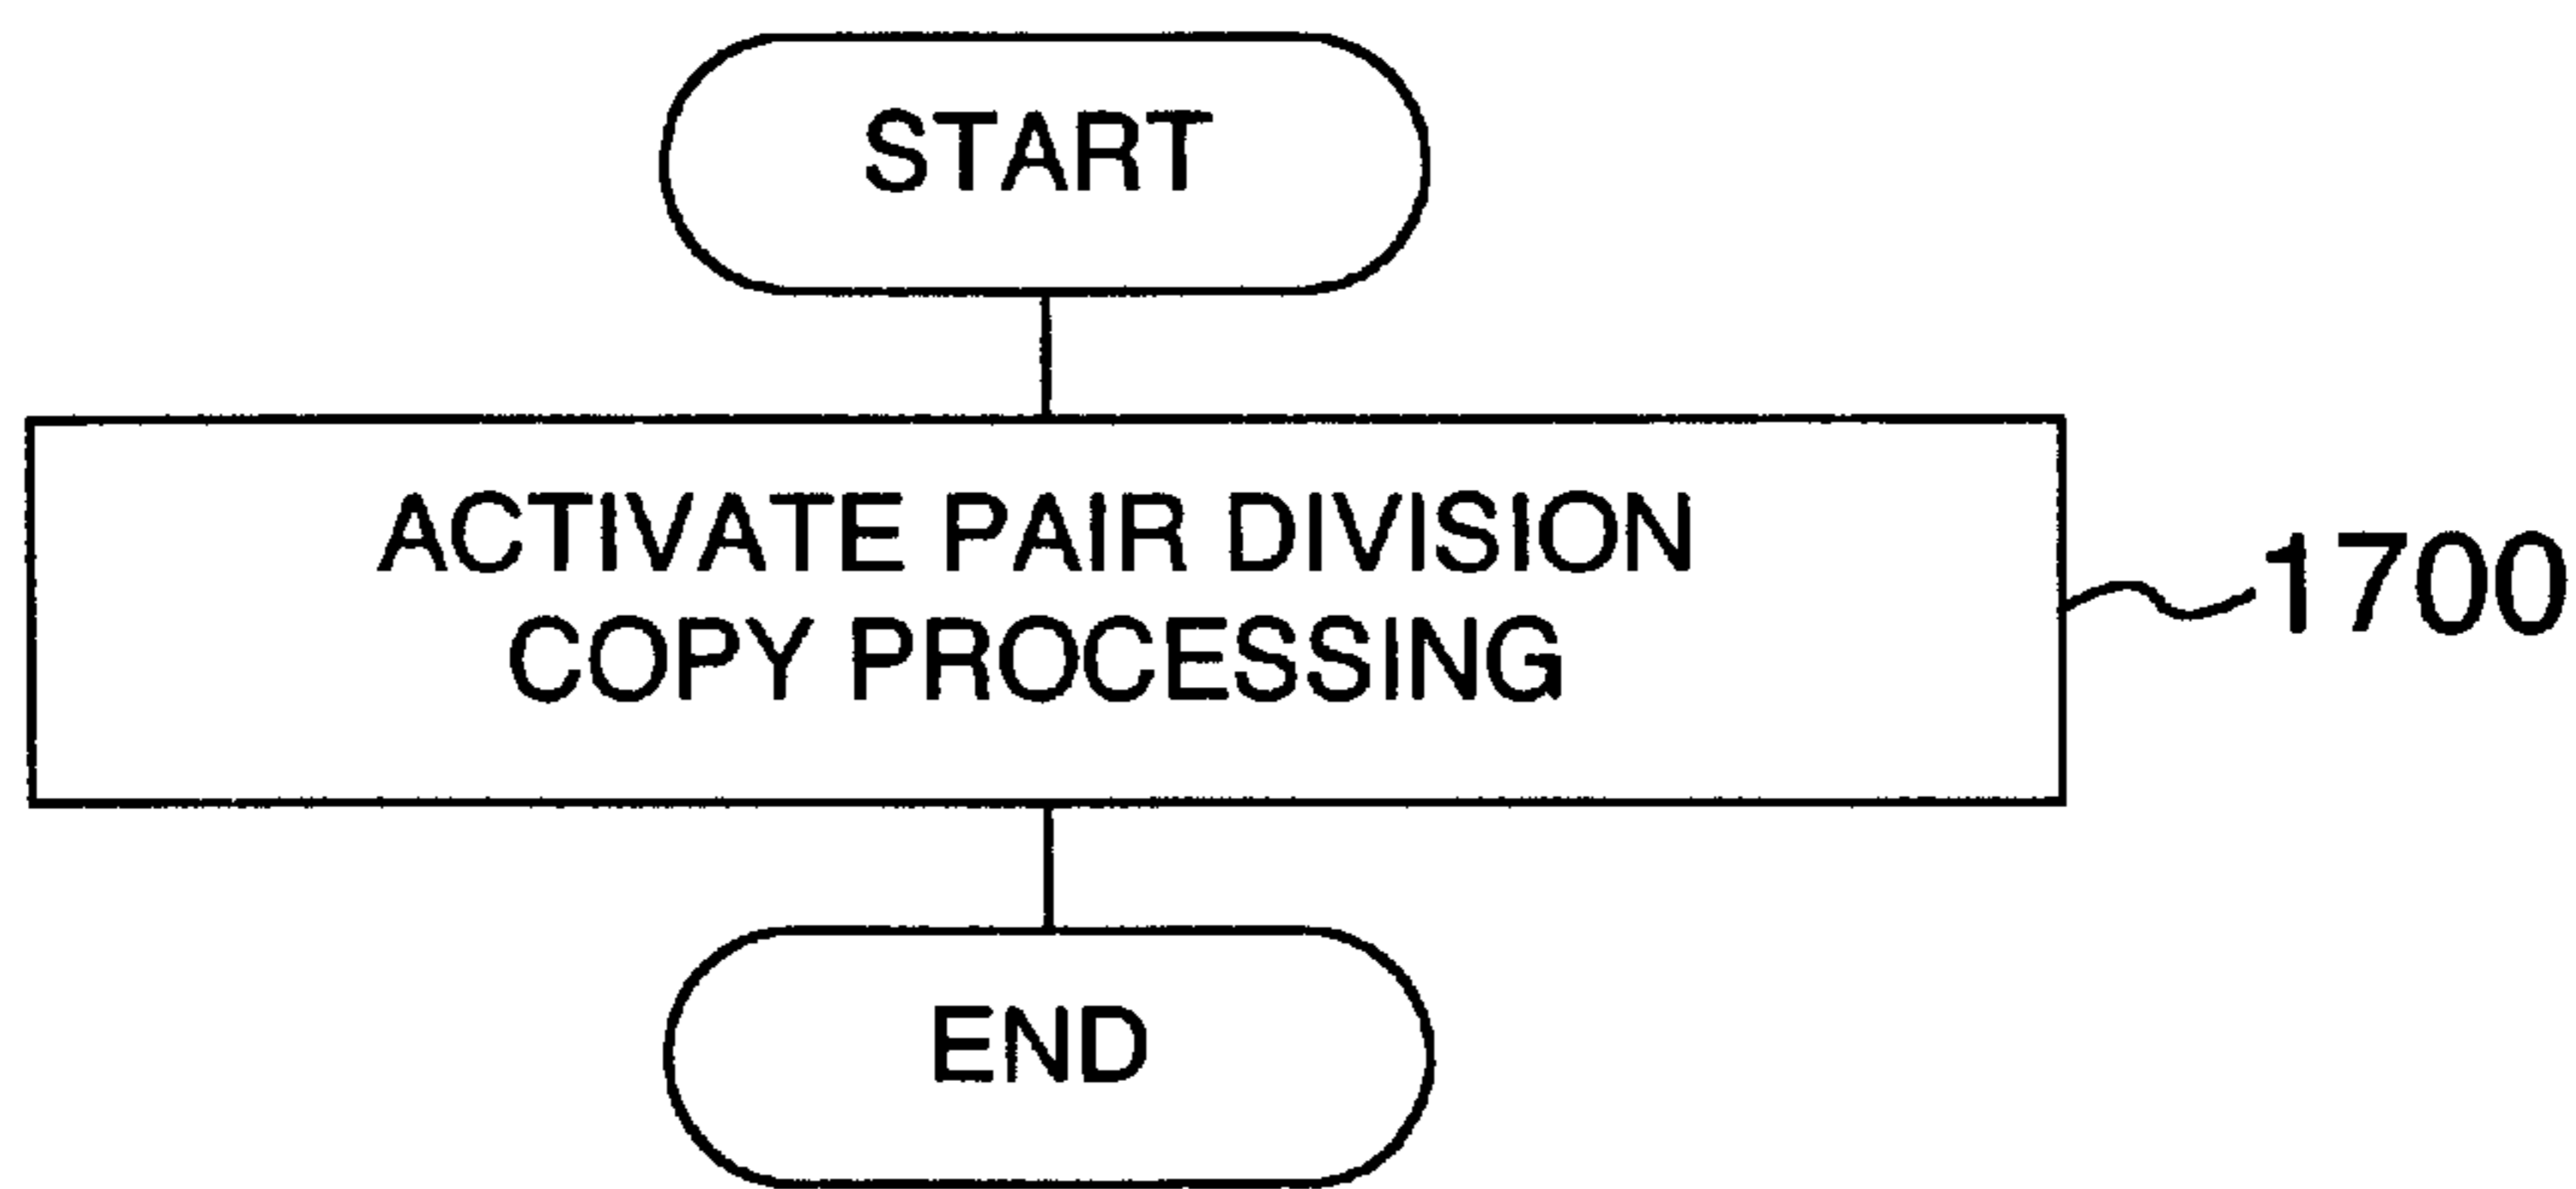 START
ACTIVATE PAIR DIVISION
COPY PROCESSING
1700
END